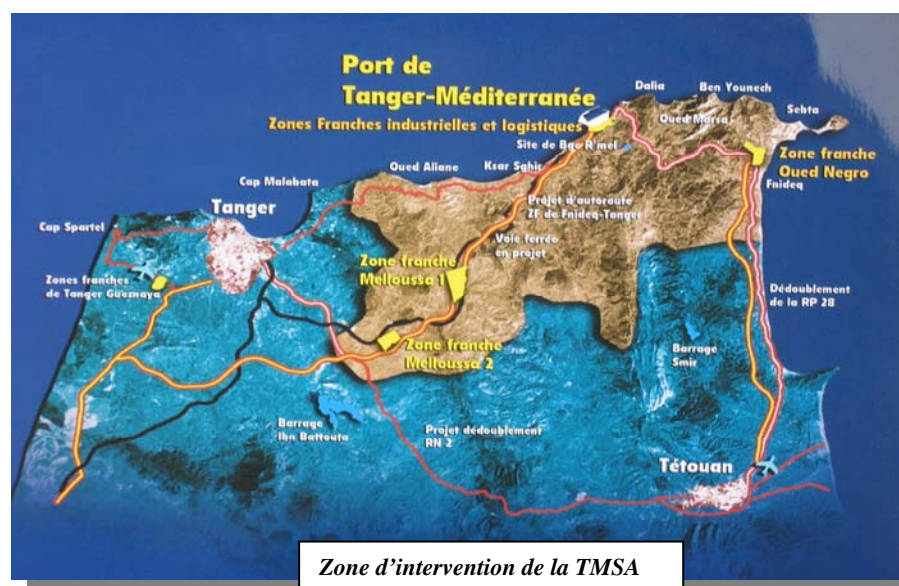 Port de
Tanger-Méditerranée
Zones Franches industrielles et logistiques
Dalia
Ben Younech
Sebta
Oued Marsa
Site de Bge R'mel
Zone franche
Oued Negro
Fnideq
Oued Aliane
Ksar Sghir
Cap Malabata
Tanger
Cap Spartel
Projet d'autoroute
ZF de Fnideq-Tanger
Voie ferrée
en projet
Zone franche
Melloussa 1
Zones franches
de Tanger Gueznaya
Dédoublement
de la RP 28
Zone franche
Melloussa 2
Barrage
Smir
Barrage
Ibn Battouta
Projet dédoublement
RN 2
Tétouan
Zone d'intervention de la TMSA